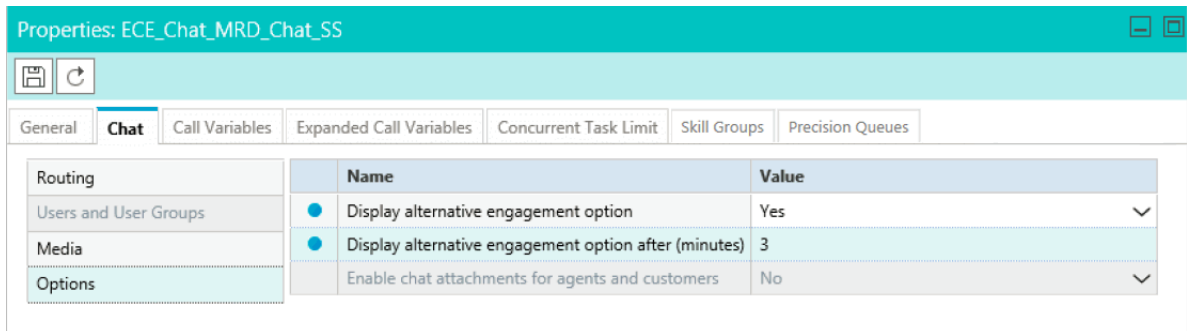 Properties: ECE_Chat_MRD_Chat_SS
General Chat Call Variables Expanded Call Variables Concurrent Task Limit Skill Groups Precision Queues
Routing
Users and User Groups
Media
Options
Name Value
Display alternative engagement option Yes
Display alternative engagement option after (minutes) 3
Enable chat attachments for agents and customers No